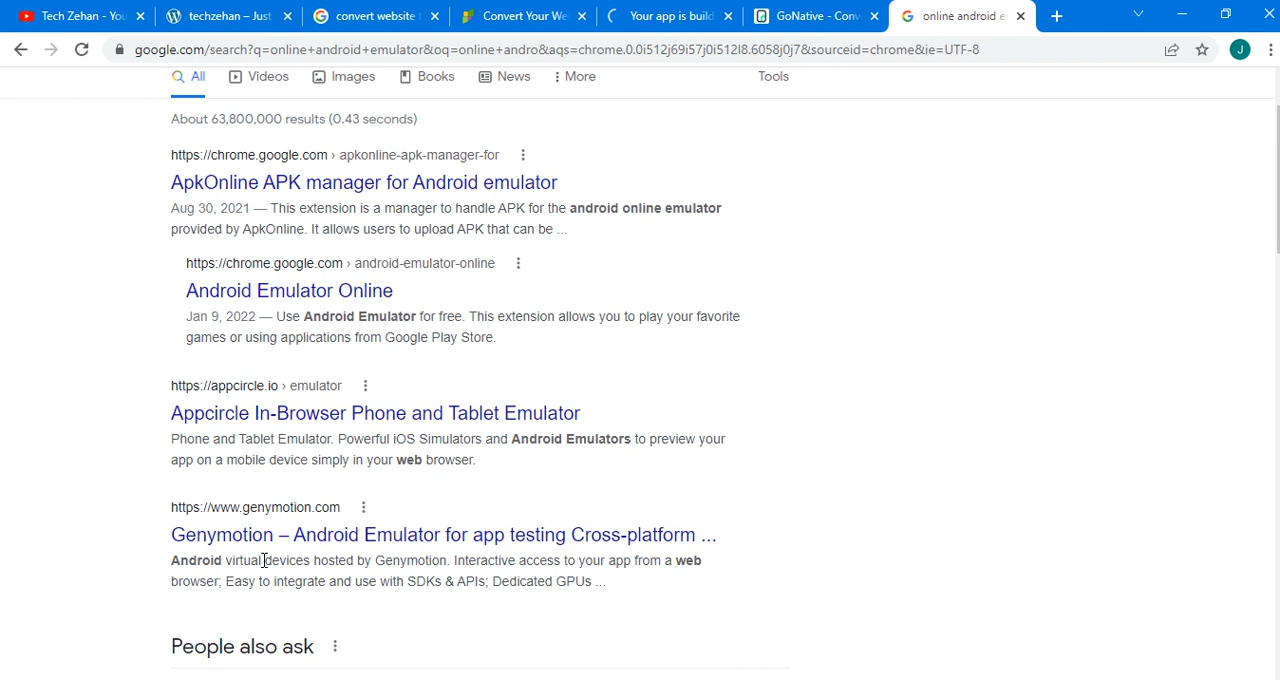 Tech Zehan - You
techzehan – Just
convert website t
Convert Your We
Your app is build
GoNative - Conv
online android e
google.com/search?q=online+android+emulator&oq=online+andro&aqs=chrome.0.0i512j69i57j0i512l8.6058j0j7&sourceid=chrome&ie=UTF-8
J
All
Videos
Images
Books
News
More
Tools
About 63,800,000 results (0.43 seconds)
https://chrome.google.com › apkonline-apk-manager-for
ApkOnline APK manager for Android emulator
Aug 30, 2021 — This extension is a manager to handle APK for the android online emulator
provided by ApkOnline. It allows users to upload APK that can be ...
https://chrome.google.com › android-emulator-online
Android Emulator Online
Jan 9, 2022 — Use Android Emulator for free. This extension allows you to play your favorite
games or using applications from Google Play Store.
https://appcircle.io › emulator
Appcircle In-Browser Phone and Tablet Emulator
Phone and Tablet Emulator. Powerful iOS Simulators and Android Emulators to preview your
app on a mobile device simply in your web browser.
https://www.genymotion.com
Genymotion – Android Emulator for app testing Cross-platform ...
Android virtual devices hosted by Genymotion. Interactive access to your app from a web
browser; Easy to integrate and use with SDKs & APIs; Dedicated GPUs ...
People also ask